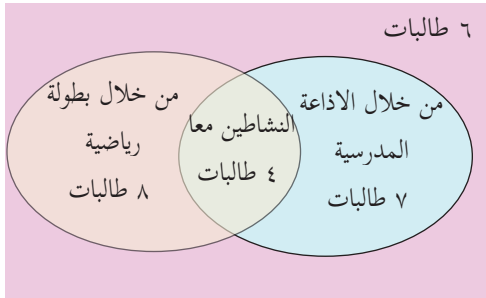 ٦ طالبات
من خلال الاذاعة
المدرسية
٧ طالبات
النشاطين معا
٤ طالبات
من خلال بطولة
رياضية
٨ طالبات